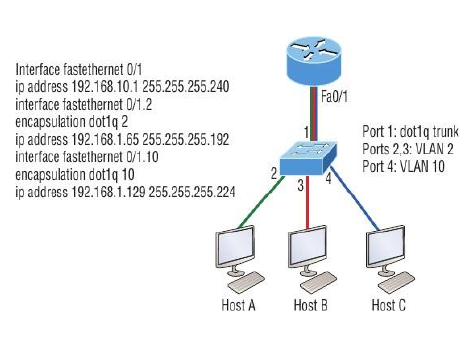 Interface fastethernet 0/1
ip address 192.168.10.1 255.255.255.240
interface fastethernet 0/1.2
encapsulation dot1q 2
ip address 192.168.1.65 255.255.255.192
interface fastethernet 0/1.10
encapsulation dot1q 10
ip address 192.168.1.129 255.255.255.224
Fa0/1
1
2
3
4
Port 1: dot1q trunk
Ports 2,3: VLAN 2
Port 4: VLAN 10
Host A
Host B
Host C